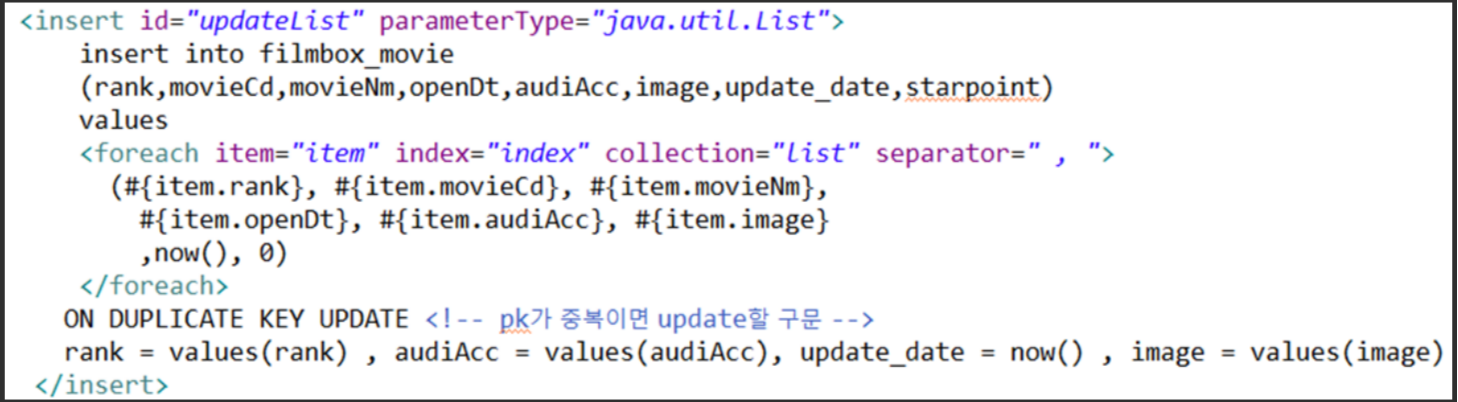 <insert id="updateList" parameterType="java.util.List">
insert into filmbox_movie
(rank,movieCd,movieNm,openDt,audiAcc,image,update_date,starpoint)
values
<foreach item="item" index="index" collection="list" separator=" , ">
(#{item.rank}, #{item.movieCd}, #{item.movieNm},
#{item.openDt}, #{item.audiAcc}, #{item.image}
,now(), 0)
</foreach>
ON DUPLICATE KEY UPDATE <!-- pk가 중복이면 update할 구문 -->
rank = values(rank) , audiAcc = values(audiAcc), update_date = now() , image = values(image)
</insert>